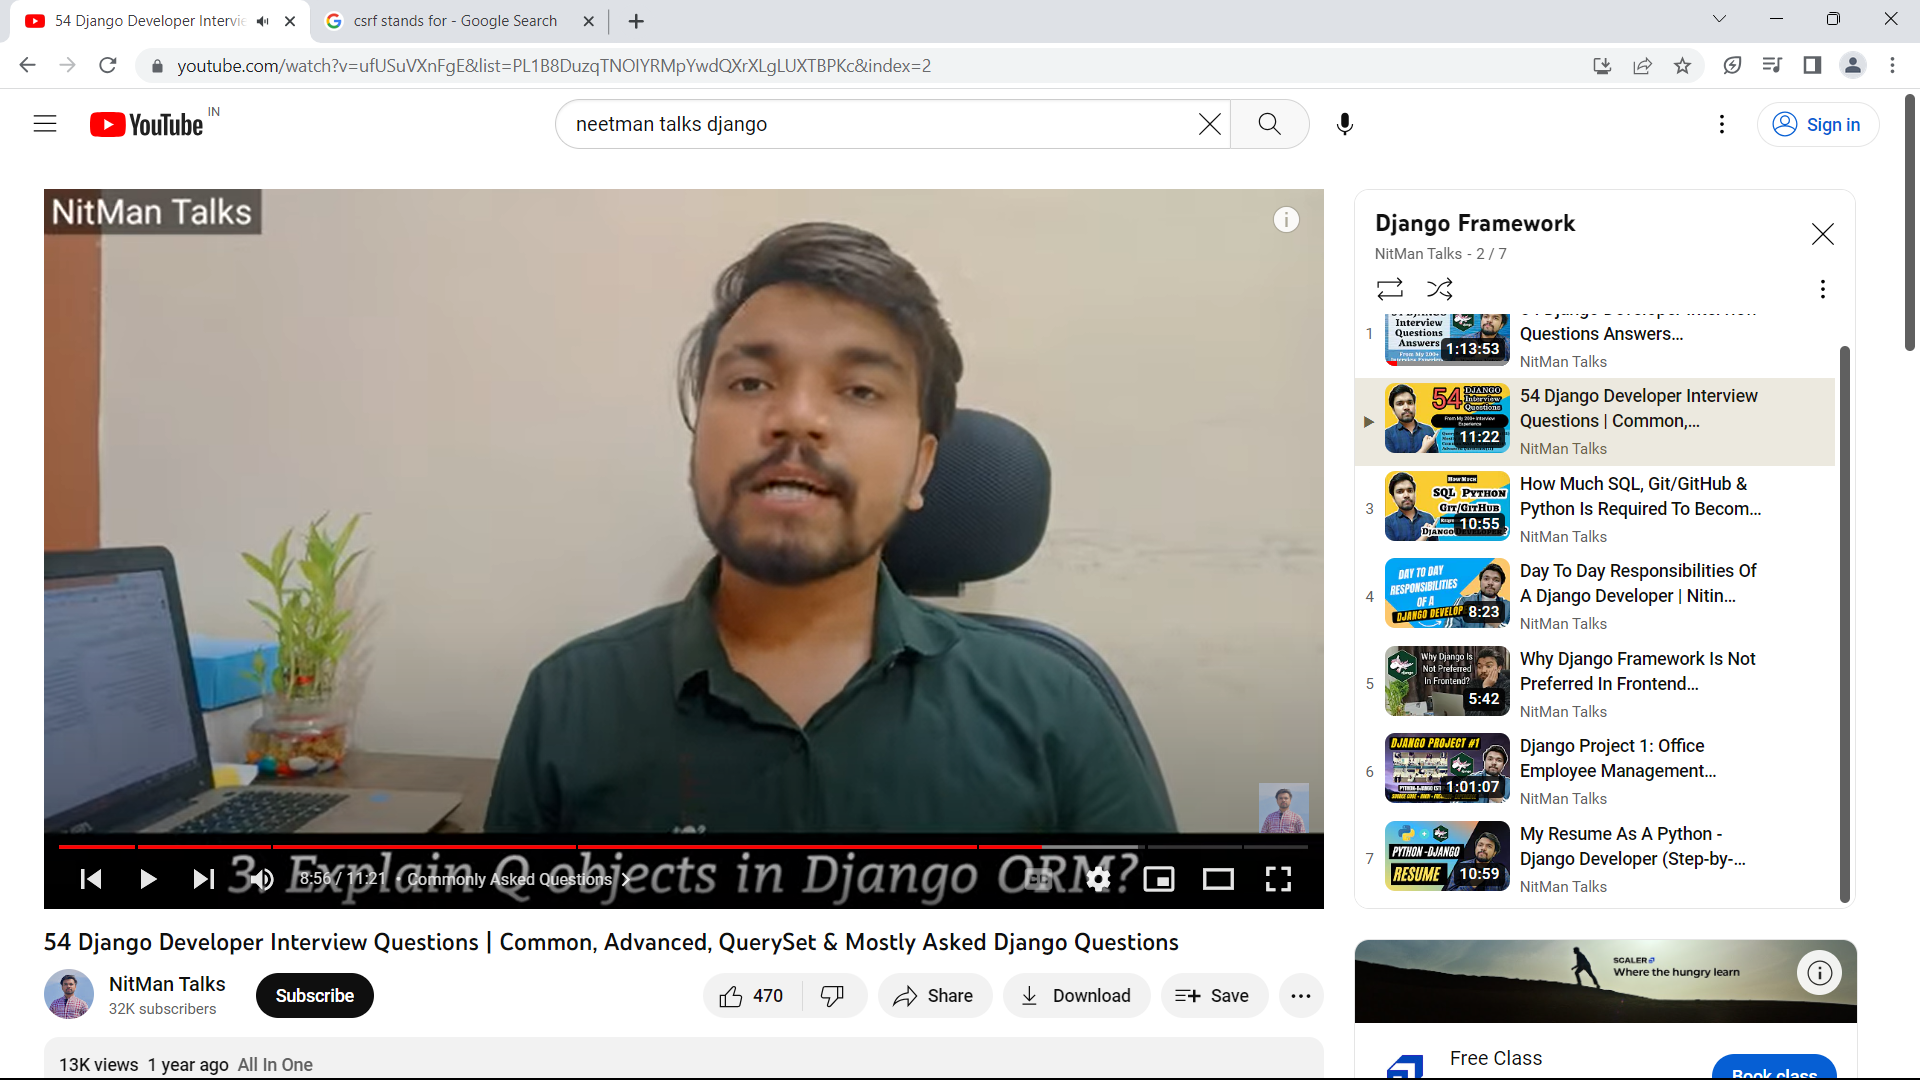 54 Django Developer Intervie
csrf stands for - Google Search
youtube.com/watch?v=ufUSuVXnFgE&list=PL1B8DuzqTNOIYRMpYwdQXrXLgLUXTBPKc&index=2
YouTube IN
neetman talks django
Sign in
NitMan Talks
3. Explain Q objects in Django ORM?
8:56 / 11:21 • Commonly Asked Questions
54 Django Developer Interview Questions | Common, Advanced, QuerySet & Mostly Asked Django Questions
NitMan Talks
32K subscribers
Subscribe
470
Share
Download
Save
13K views 1 year ago All In One
Django Framework
NitMan Talks - 2 / 7
1
Interview
Questions
Answers
1:13:53
Questions Answers...
NitMan Talks
54 DJANGO
Interview
Questions
11:22
54 Django Developer Interview
Questions | Common,...
NitMan Talks
3
How Much
SQL, Python
Git/GitHub
10:55
How Much SQL, Git/GitHub &
Python Is Required To Becom...
NitMan Talks
4
DAY TO DAY
RESPONSIBILITIES
OF A
DJANGO DEVELOP
8:23
Day To Day Responsibilities Of
A Django Developer | Nitin...
NitMan Talks
5
Why Django Is
Not Preferred
In Frontend?
5:42
Why Django Framework Is Not
Preferred In Frontend...
NitMan Talks
6
DJANGO PROJECT #1
1:01:07
Django Project 1: Office
Employee Management...
NitMan Talks
7
PYTHON-DJANGO
RESUME
10:59
My Resume As A Python -
Django Developer (Step-by-...
NitMan Talks
SCALER
Where the hungry learn
Free Class
Book class